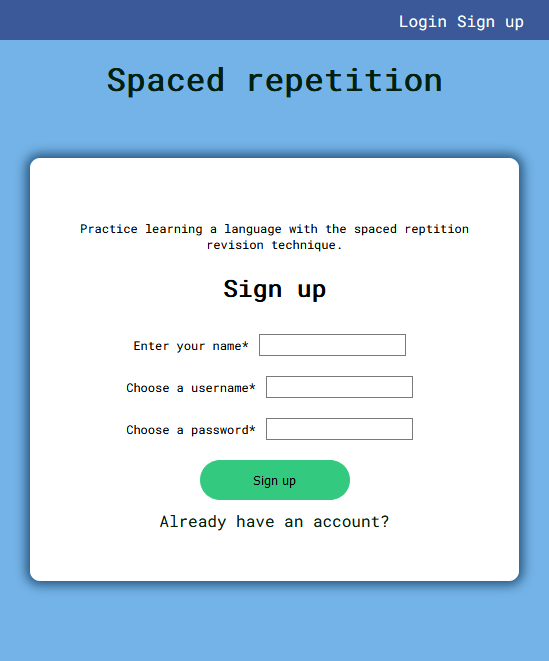 Login Sign up
Spaced repetition
Practice learning a language with the spaced reptition
revision technique.
Sign up
Enter your name*
Choose a username*
Choose a password*
Sign up
Already have an account?